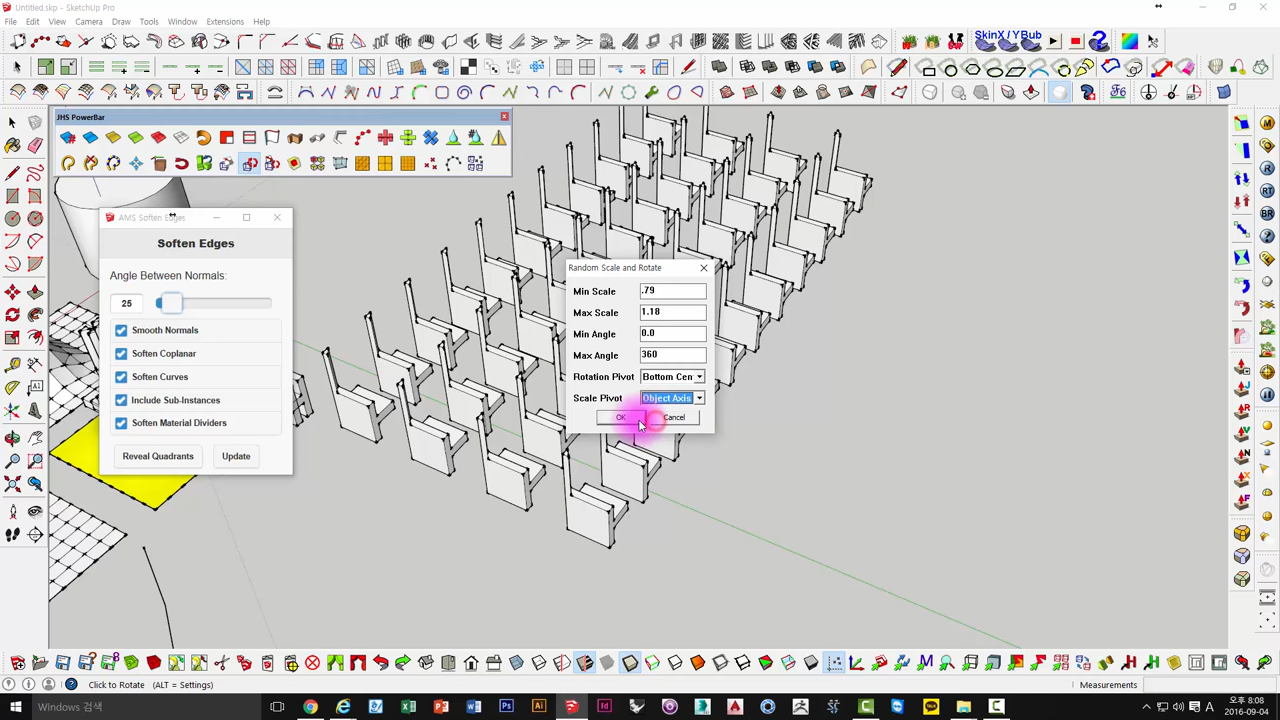 Untitled.skp - SketchUp Pro
File Edit View Camera Draw Tools Window Extensions Help
SkinX / YBub
JHS PowerBar
AMS Soften Edges
Soften Edges
Angle Between Normals:
25
Smooth Normals
Soften Coplanar
Soften Curves
Include Sub-Instances
Soften Material Dividers
Reveal Quadrants Update
Random Scale and Rotate
Min Scale .79
Max Scale 1.18
Min Angle 0.0
Max Angle 360
Rotation Pivot Bottom Cen
Scale Pivot Object Axis
OK Cancel
Click to Rotate (ALT = Settings)
Measurements
Windows 검색
오후 8:08
2016-09-04